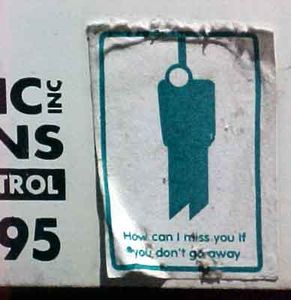 IC INC
NS
TROL
95
How can I miss you if
you don't go away